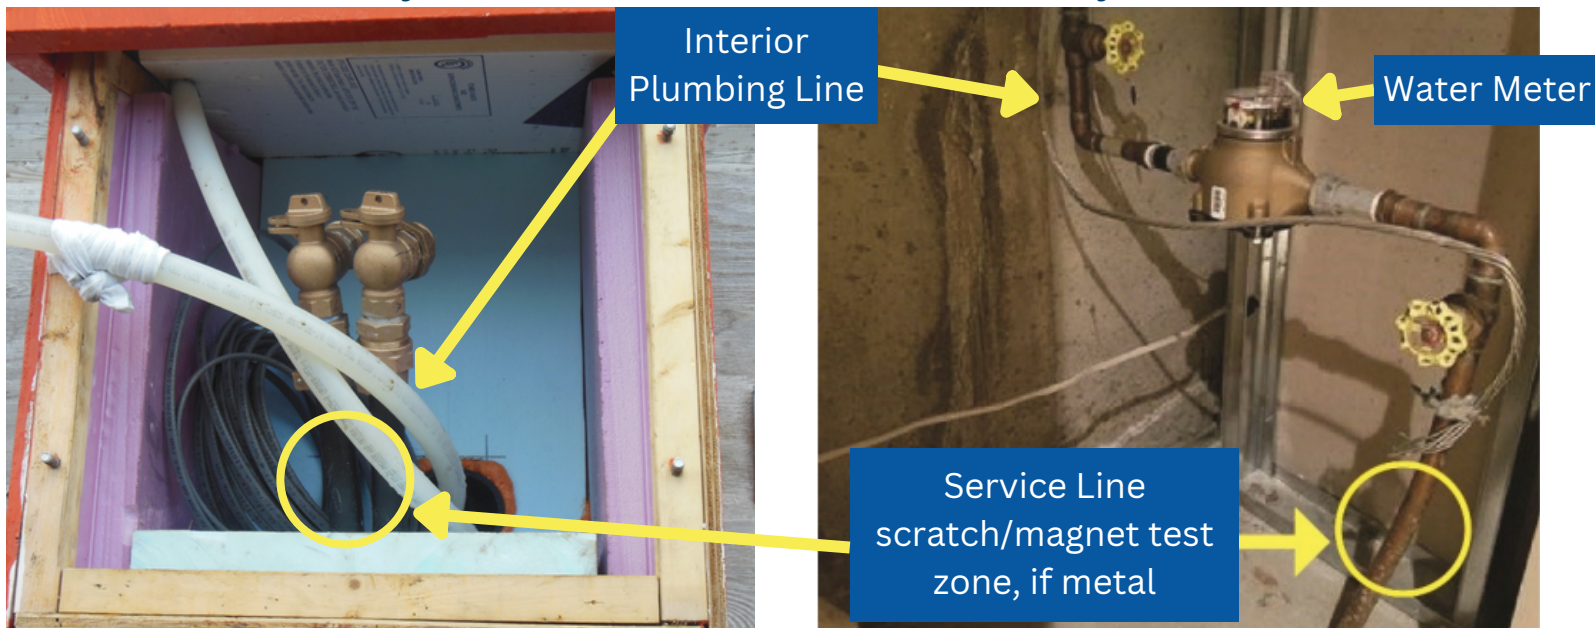 Interior
Plumbing Line
Water Meter
Service Line
scratch/magnet test
zone, if metal